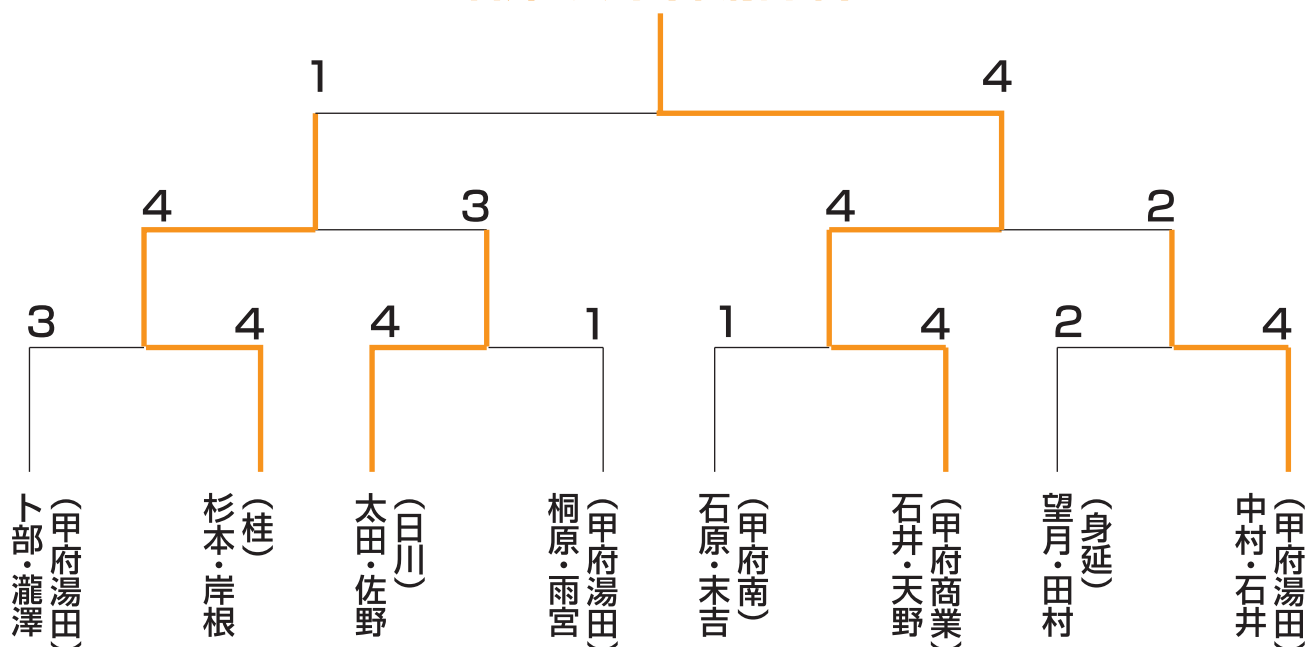 1
4
4
3
4
2
3
4
4
1
1
4
2
4
卜部・瀧澤
(甲府湯田)
杉本・岸根
(桂)
太田・佐野
(日川)
桐原・雨宮
(甲府湯田)
石原・末吉
(甲府南)
石井・天野
(甲府商業)
望月・田村
(身延)
中村・石井
(甲府湯田)